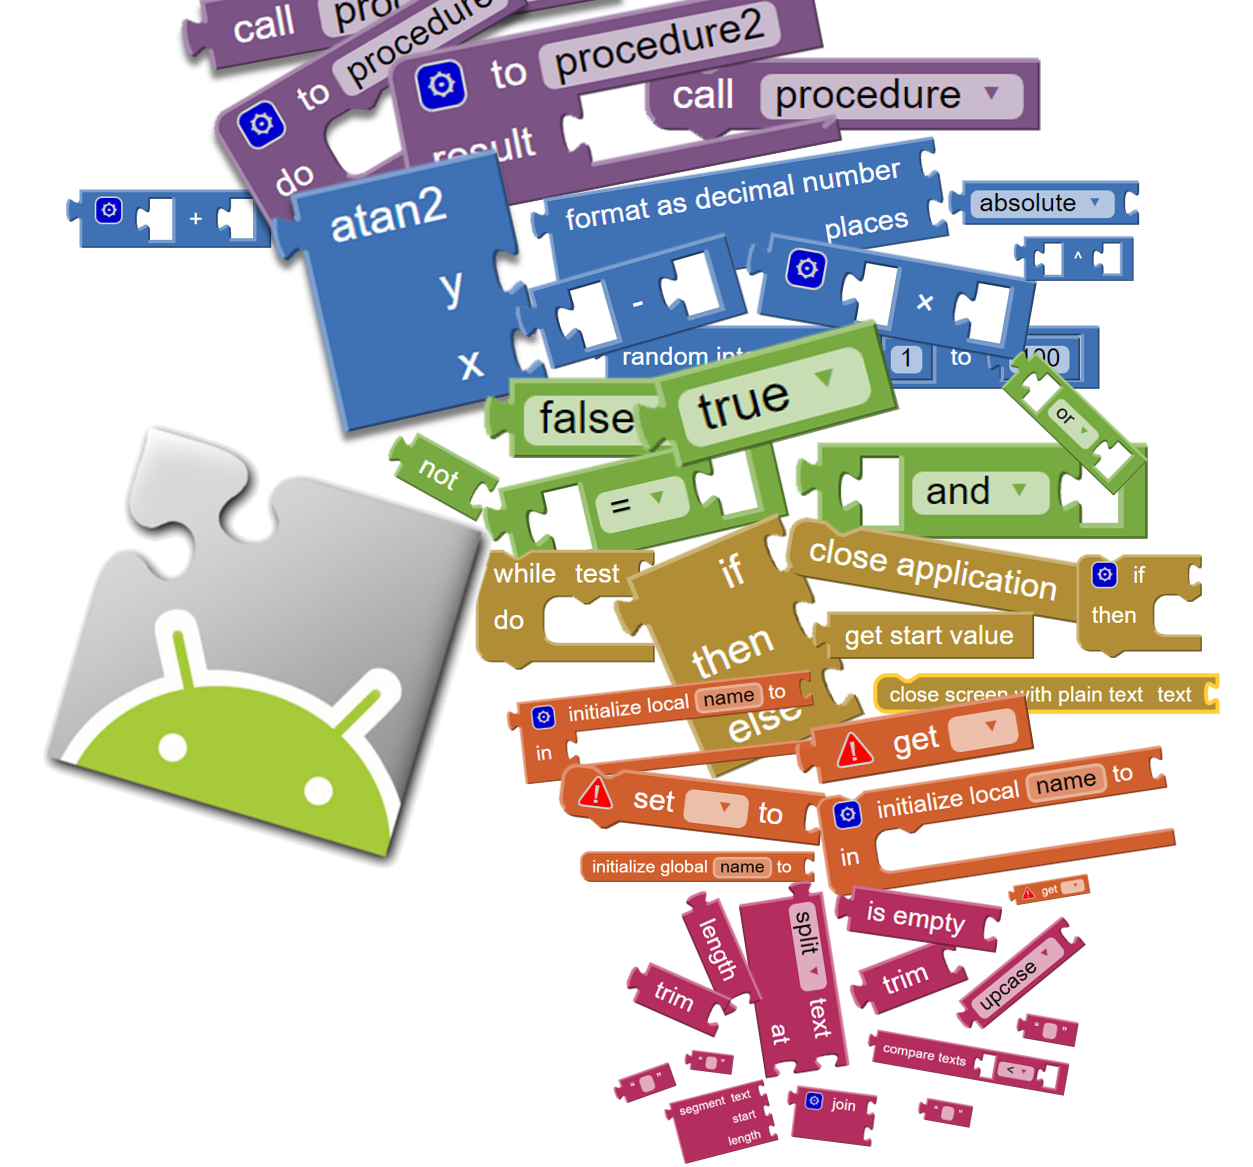 call
to procedure
to procedure2
call procedure
do
result
atan2
y
x
+
format as decimal number
places
absolute
^
-
×
random
1 to 100
false
true
or
not
=
and
while test
do
if
then
else
close application
get start value
if
then
close screen with plain text text
initialize local name to
in
get
set to
initialize local name to
in
initialize global name to
get
length
split
text
at
is empty
trim
trim
upcase
compare texts <
“ ”
“ ”
“ ”
“ ”
segment text
start
length
join